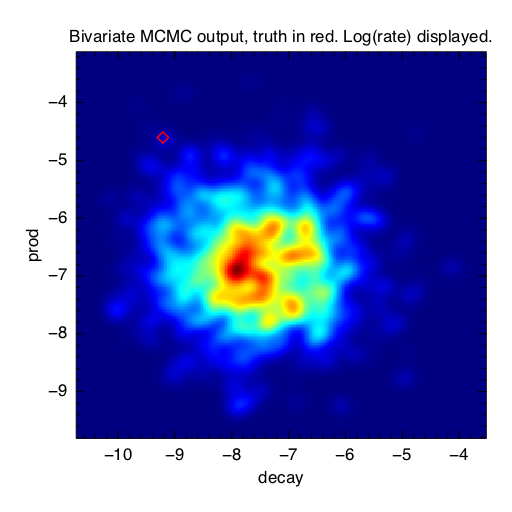 Bivariate MCMC output, truth in red. Log(rate) displayed.
−4
−5
−6
−7
−8
−9
prod
−10 −9 −8 −7 −6 −5 −4
decay